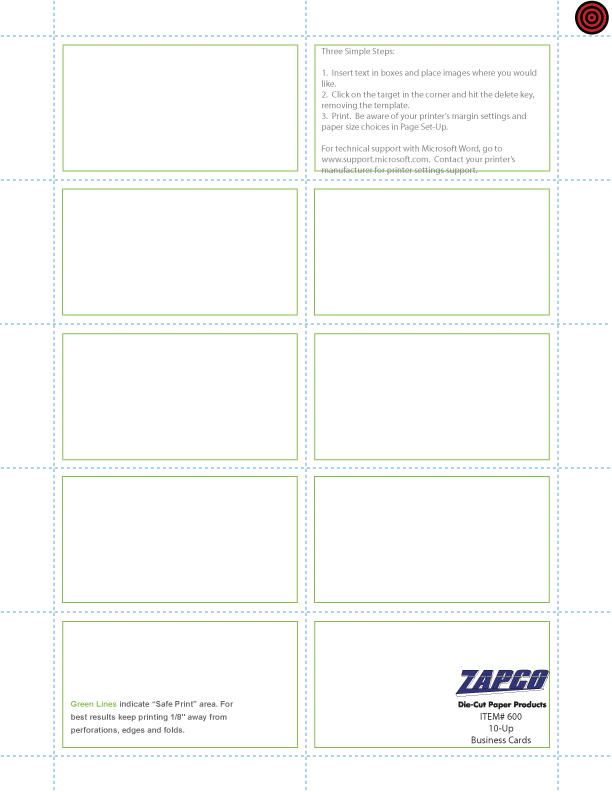 Three Simple Steps:
1.  Insert text in boxes and place images where you would
like.
2.  Click on the target in the corner and hit the delete key,
removing the template.
3.  Print.  Be aware of your printer's margin settings and
paper size choices in Page Set-Up.
For technical support with Microsoft Word, go to
www.support.microsoft.com.  Contact your printer's
manufacturer for printer settings support.
Green Lines indicate "Safe Print" area. For
best results keep printing 1/8" away from
perforations, edges and folds.
ZAPCO
Die-Cut Paper Products
ITEM# 600
10-Up
Business Cards